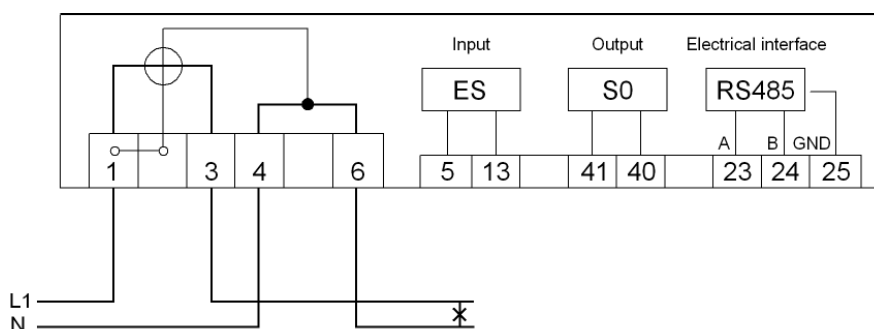 Input Output Electrical interface
ES S0 RS485
A B GND
1 3 4 6 5 13 41 40 23 24 25
L1
N